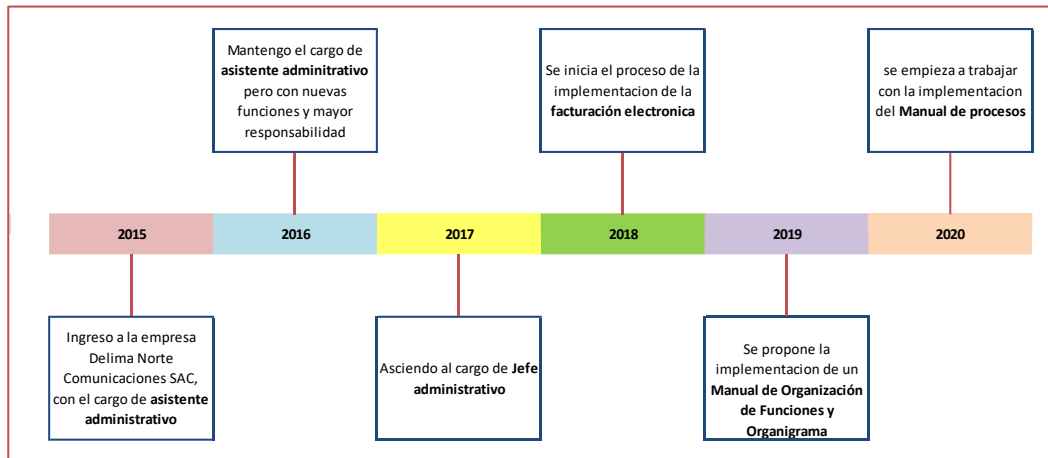 Mantengo el cargo de
asistente adminitrativo
pero con nuevas
funciones y mayor
responsabilidad
Se inicia el proceso de la
implementacion de la
facturación electronica
se empieza a trabajar
con la implementacion
del Manual de procesos
2015
2016
2017
2018
2019
2020
Ingreso a la empresa
Delima Norte
Comunicaciones SAC,
con el cargo de asistente
administrativo
Asciendo al cargo de Jefe
administrativo
Se propone la
implementacion de un
Manual de Organización
de Funciones y
Organigrama